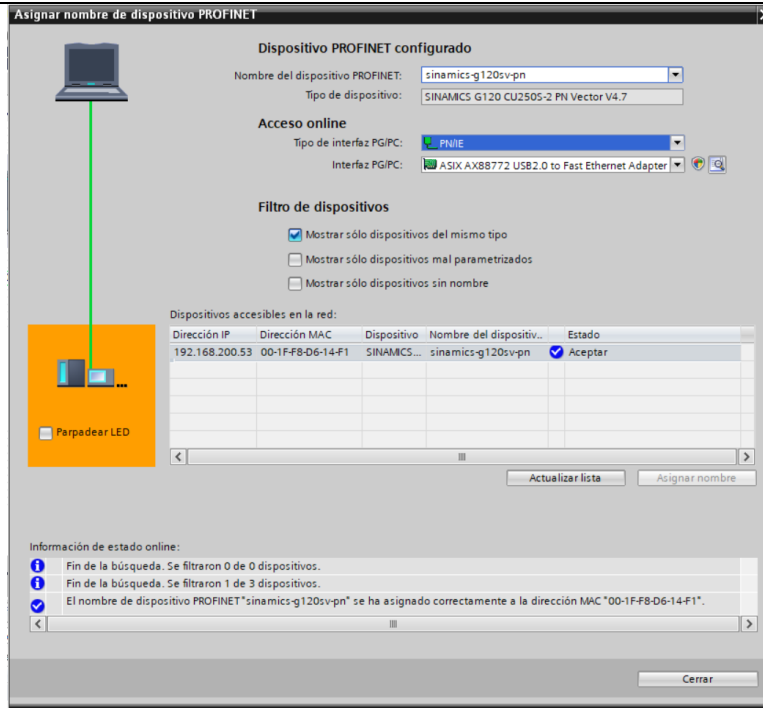 Asignar nombre de dispositivo PROFINET
Dispositivo PROFINET configurado
Nombre del dispositivo PROFINET: sinamics-g120sv-pn
Tipo de dispositivo: SINAMICS G120 CU250S-2 PN Vector V4.7
Acceso online
Tipo de interfaz PG/PC: PN/IE
Interfaz PG/PC: ASIX AX88772 USB2.0 to Fast Ethernet Adapter
Filtro de dispositivos
Mostrar sólo dispositivos del mismo tipo
Mostrar sólo dispositivos mal parametrizados
Mostrar sólo dispositivos sin nombre
Dispositivos accesibles en la red:
Dirección IP Dirección MAC Dispositivo Nombre del dispositiv.. Estado
192.168.200.53 00-1F-F8-D6-14-F1 SINAMICS... sinamics-g120sv-pn Aceptar
Parpadear LED
Actualizar lista Asignar nombre
Información de estado online:
Fin de la búsqueda. Se filtraron 0 de 0 dispositivos.
Fin de la búsqueda. Se filtraron 1 de 3 dispositivos.
El nombre de dispositivo PROFINET "sinamics-g120sv-pn" se ha asignado correctamente a la dirección MAC "00-1F-F8-D6-14-F1".
Cerrar